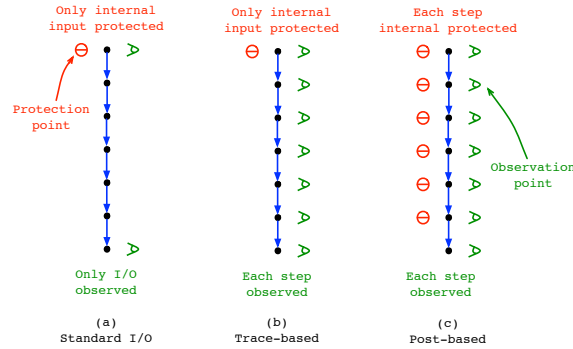 Only internal
input protected
Only internal
input protected
Each step
internal protected
Protection
point
Observation
point
Only I/O
observed
Each step
observed
Each step
observed
(a)
Standard I/O
(b)
Trace-based
(c)
Post-based